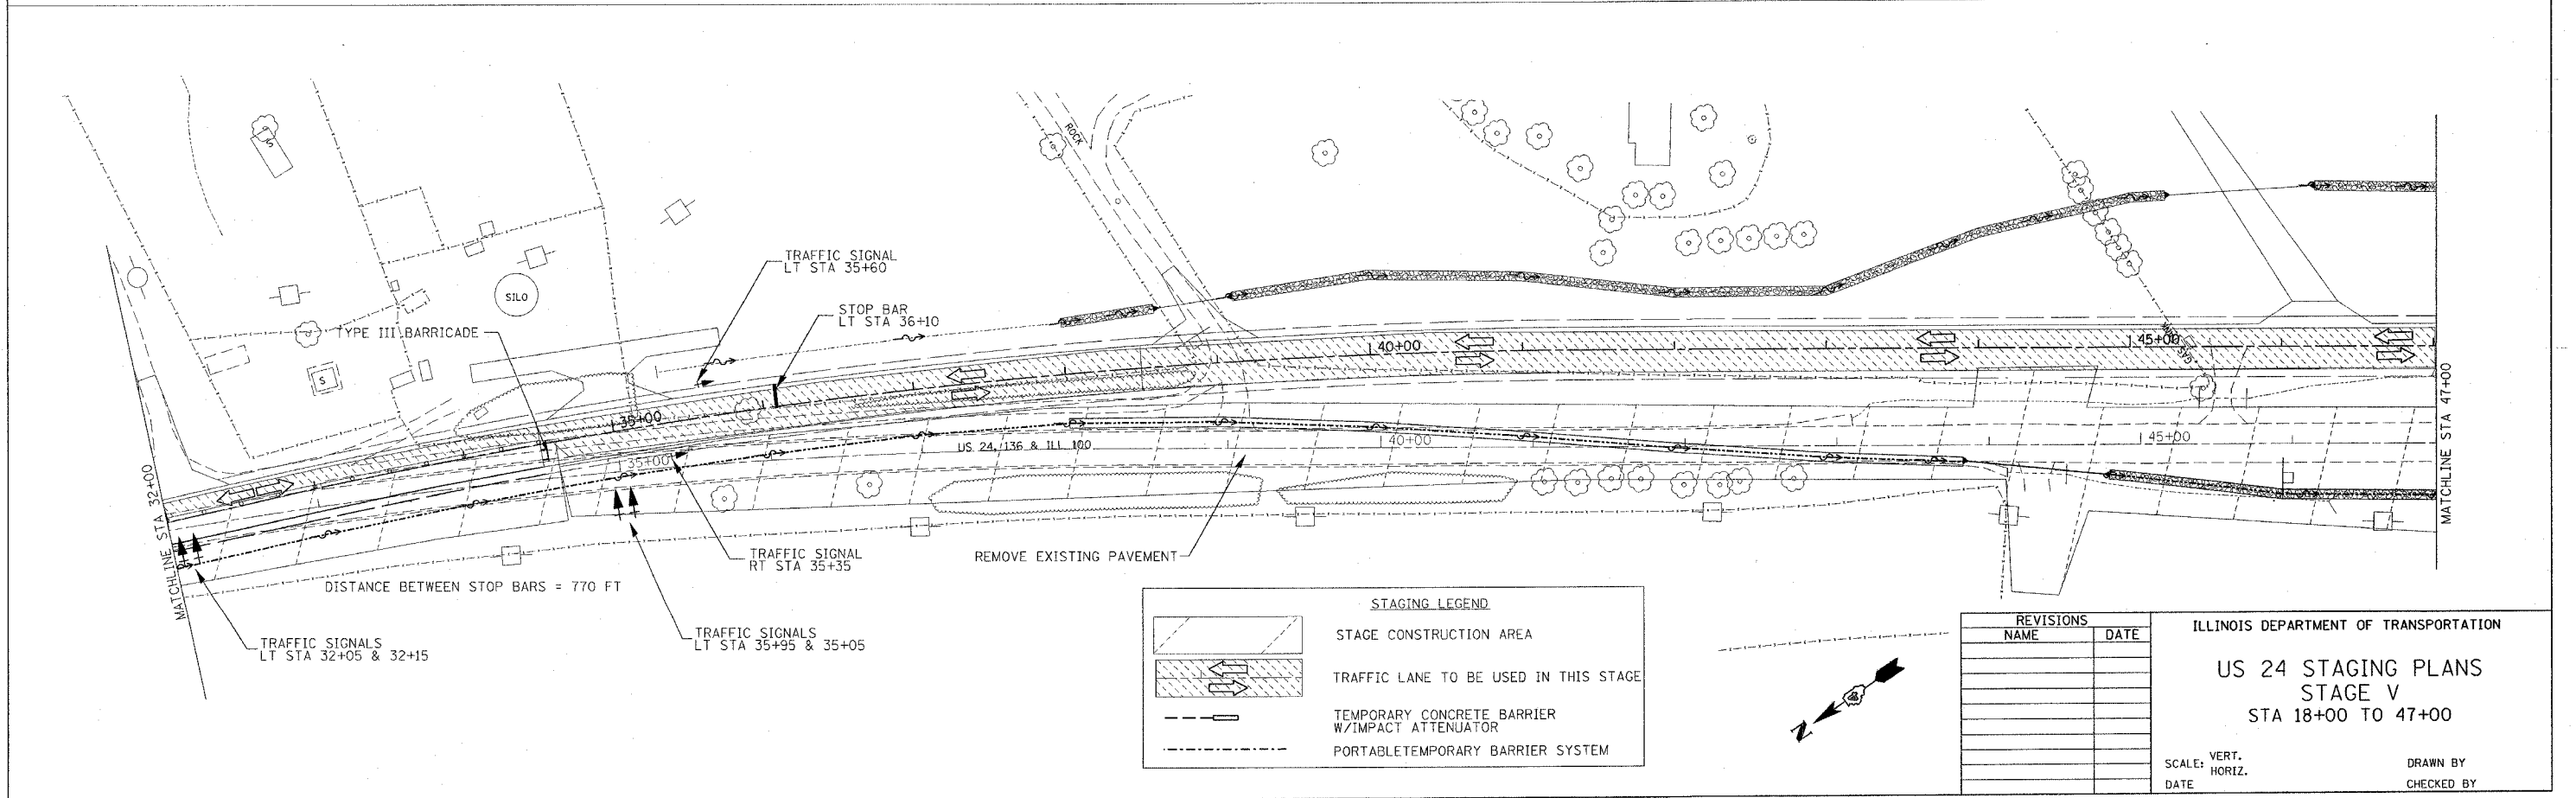 ROCK
TRAFFIC SIGNAL
LT STA 35+60
STOP BAR
LT STA 36+10
SILO
TYPE III BARRICADE
S
S
35+00
40+00
45+00
MATCHLINE STA 32+00
MATCHLINE STA 47+00
35+00
US 24, 136 & ILL 100
40+00
45+00
TRAFFIC SIGNAL
RT STA 35+35
REMOVE EXISTING PAVEMENT
DISTANCE BETWEEN STOP BARS = 770 FT
TRAFFIC SIGNALS
LT STA 32+05 & 32+15
TRAFFIC SIGNALS
LT STA 35+95 & 35+05
STAGING LEGEND
STAGE CONSTRUCTION AREA
TRAFFIC LANE TO BE USED IN THIS STAGE
TEMPORARY CONCRETE BARRIER
W/IMPACT ATTENUATOR
PORTABLETEMPORARY BARRIER SYSTEM
N
REVISIONS
NAME DATE
ILLINOIS DEPARTMENT OF TRANSPORTATION
US 24 STAGING PLANS
STAGE V
STA 18+00 TO 47+00
SCALE: VERT.
HORIZ.
DRAWN BY
DATE
CHECKED BY